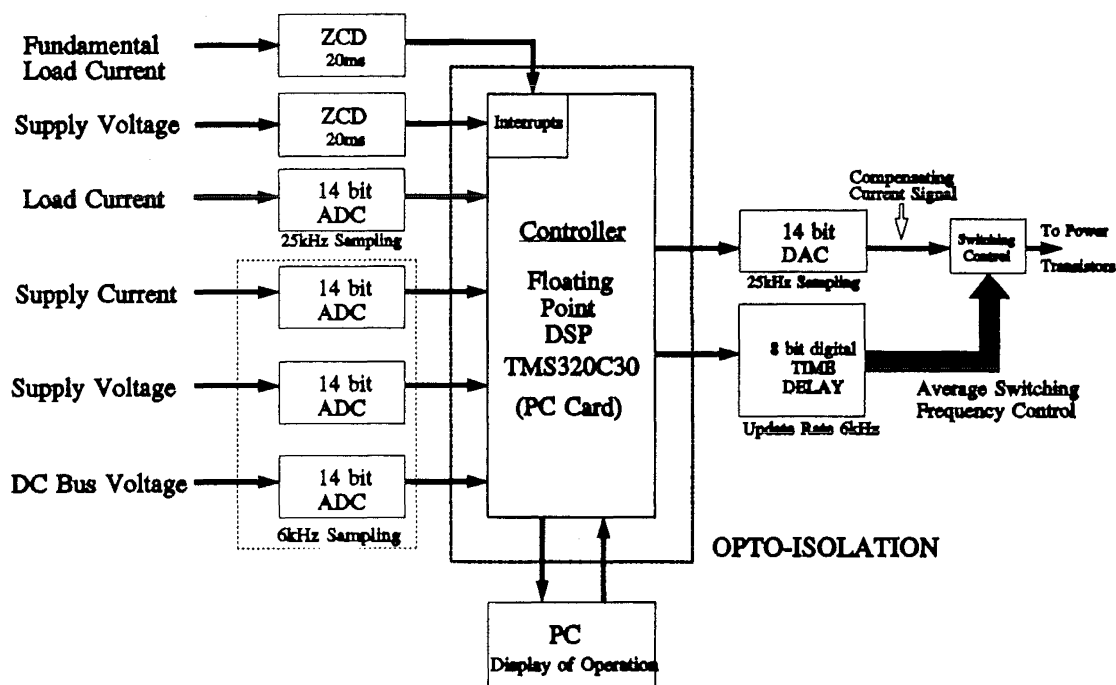 Fundamental
Load Current
ZCD
20ms
Supply Voltage
ZCD
20ms
Interrupts
Load Current
14 bit
ADC
25kHz Sampling
Supply Current
14 bit
ADC
Supply Voltage
14 bit
ADC
DC Bus Voltage
14 bit
ADC
6kHz Sampling
Controller
Floating
Point
DSP
TMS320C30
(PC Card)
14 bit
DAC
25kHz Sampling
Compensating
Current Signal
Switching
Control
To Power
Transistors
8 bit digital
TIME
DELAY
Update Rate 6kHz
Average Switching
Frequency Control
OPTO-ISOLATION
PC
Display of Operation